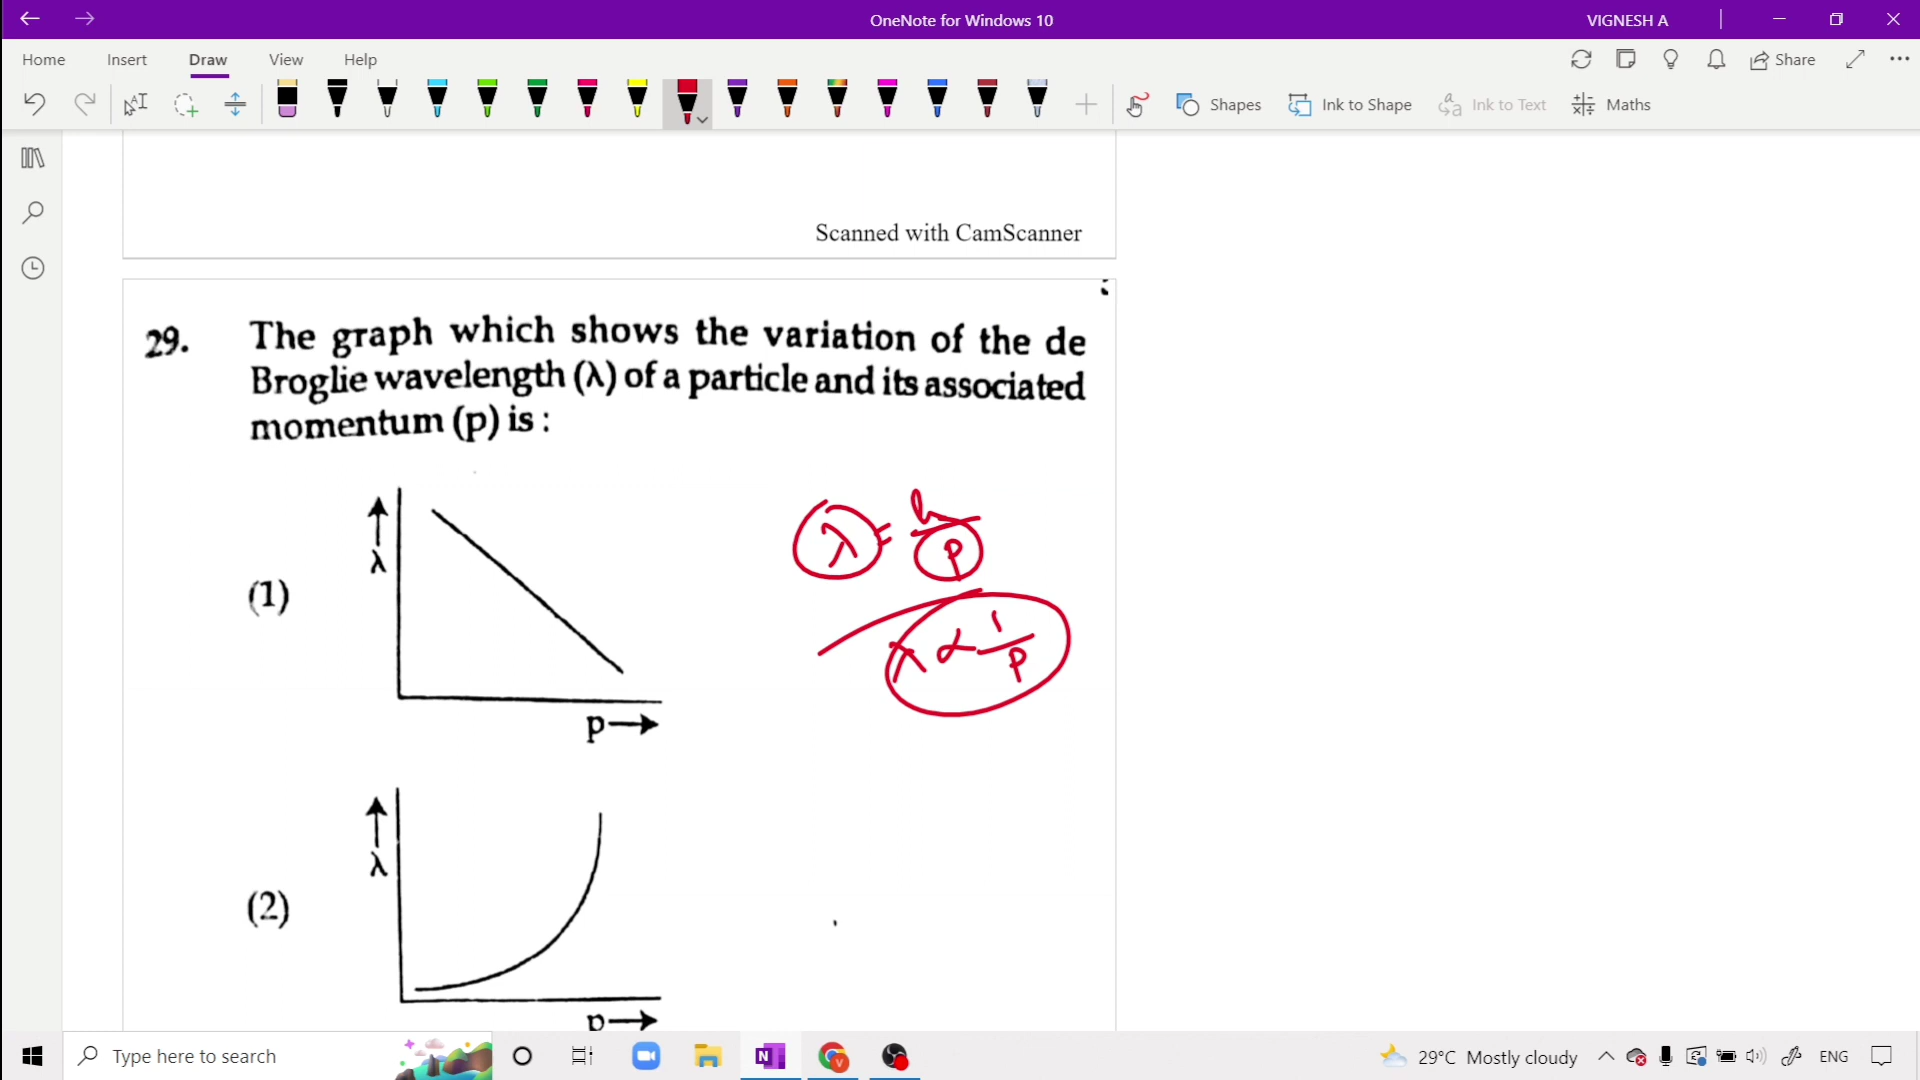 OneNote for Windows 10
VIGNESH A
Home Insert Draw View Help
Share
Shapes Ink to Shape Ink to Text Maths
Scanned with CamScanner
29. The graph which shows the variation of the de
Broglie wavelength (λ) of a particle and its associated
momentum (p) is :
λ
(1)
p
λ = h/p
λ ∝ 1/p
λ
(2)
p
Type here to search
29°C Mostly cloudy
ENG